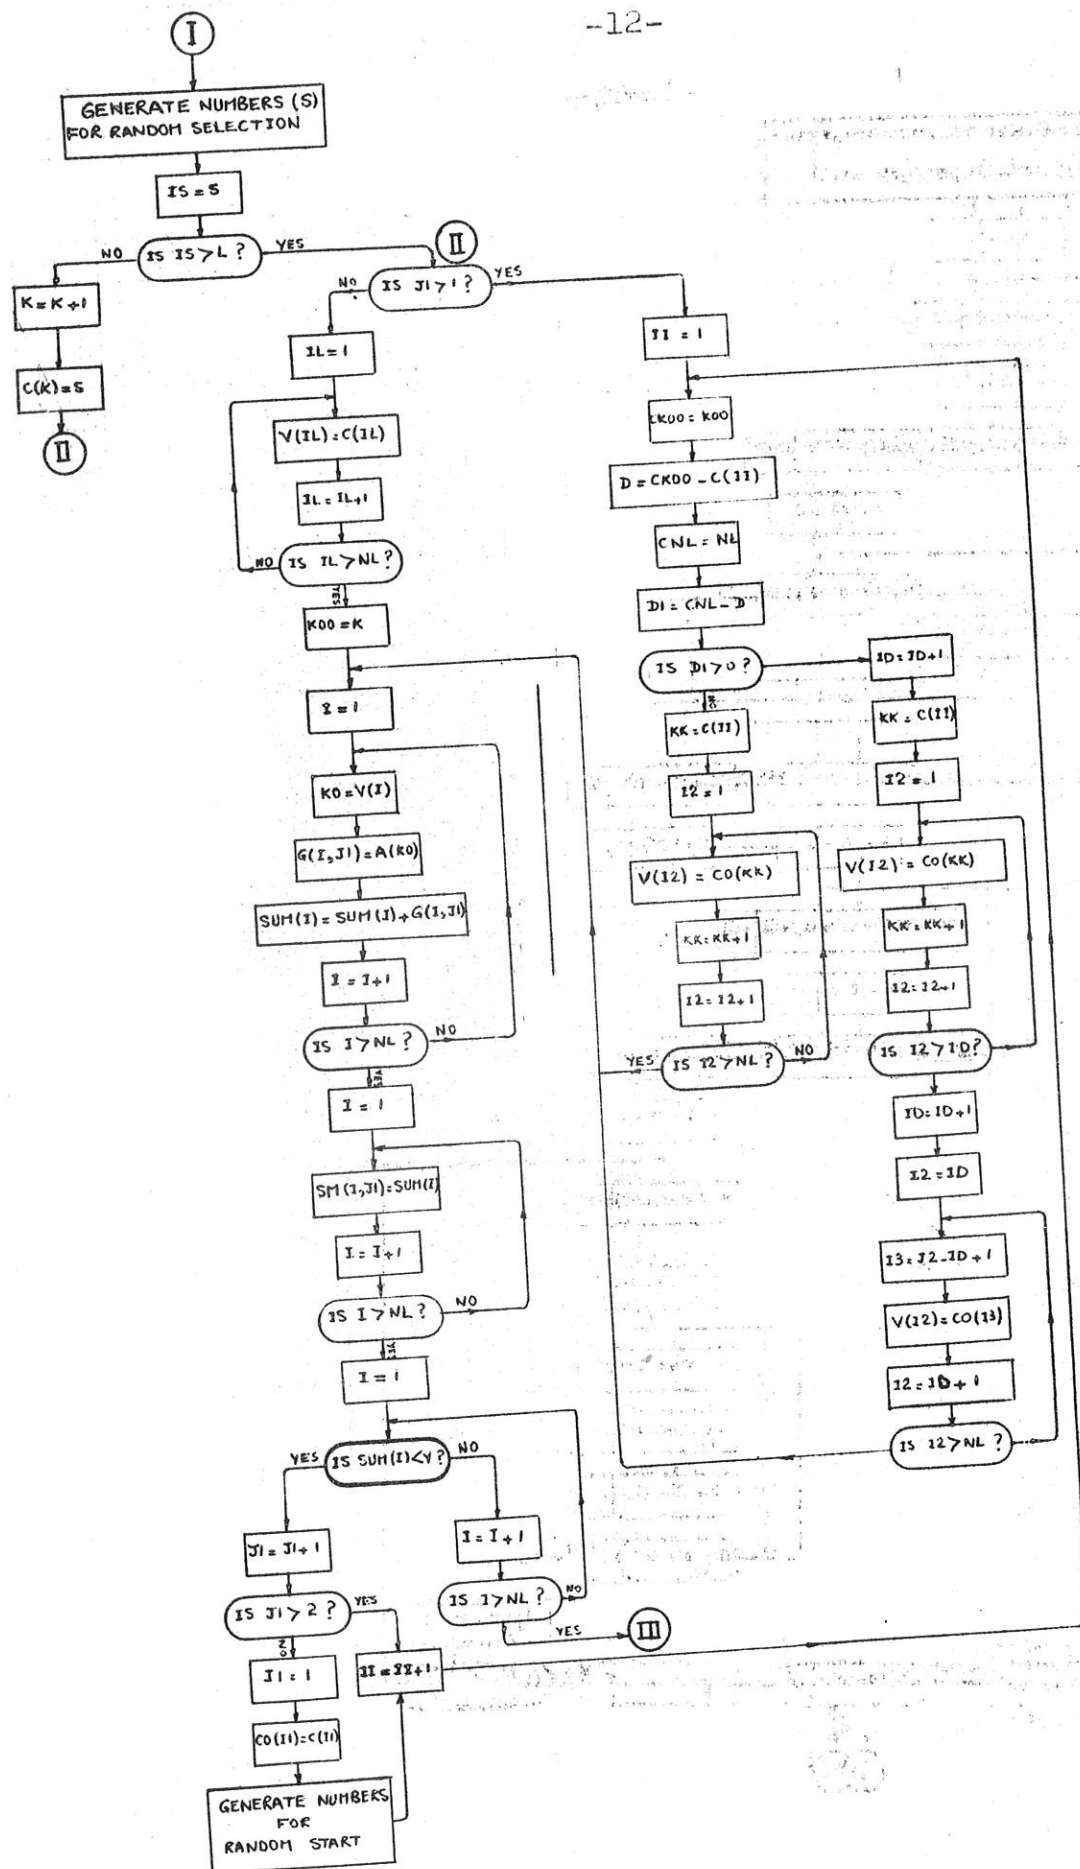 -12-
I
GENERATE NUMBERS (S)
FOR RANDOM SELECTION
IS = S
IS IS > L ?
NO
YES
K = K + 1
C(K) = S
II
II
IS J1 > 1 ?
NO
YES
IL = 1
V(IL) = C(IL)
IL = IL+1
IS IL > NL ?
NO
YES
K00 = K
I = 1
K0 = V(I)
G(I,J1) = A(K0)
SUM(I) = SUM(I) + G(I,J1)
I = I+1
IS I > NL ?
NO
YES
I = 1
SM(I,J1) = SUM(I)
I = I+1
IS I > NL ?
NO
YES
I = 1
IS SUM(I) < Y ?
YES
NO
J1 = J1 + 1
IS J1 > 2 ?
YES
NO
J1 = 1
CO(I1) = C(I1)
GENERATE NUMBERS
FOR
RANDOM START
II = II+1
I = I + 1
IS I > NL ?
NO
YES
III
II = 1
CK00 = K00
D = CK00 - C(II)
CNL = NL
D1 = CNL - D
IS D1 > 0 ?
NO
KK = C(II)
I2 = 1
V(I2) = CO(KK)
KK = KK+1
I2 = I2+1
IS I2 > NL ?
YES
NO
ID = ID+1
KK = C(II)
I2 = 1
V(I2) = CO(KK)
KK = KK+1
I2 = I2+1
IS I2 > ID ?
ID = ID+1
I2 = ID
I3 = I2-ID+1
V(I2) = CO(I3)
I2 = ID + 1
IS I2 > NL ?